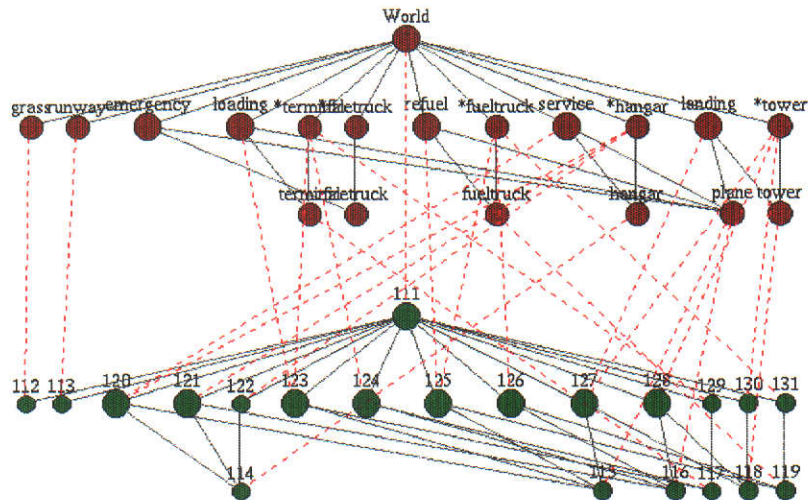 World
grass runway emergency loading *terminal *firetruck refuel *fueltruck service *hangar landing *tower
terminal firetruck fueltruck hangar plane tower
111
112 113 120 121 122 123 124 125 126 127 128 129 130 131
114 115 116 117 118 119